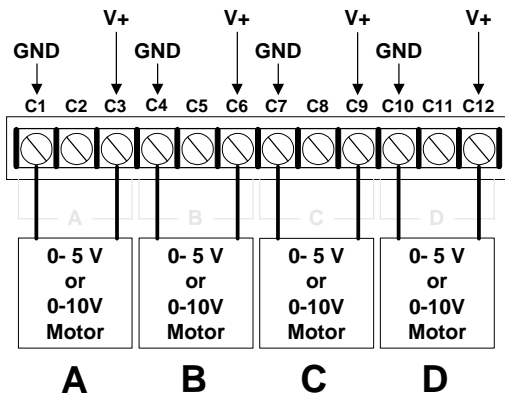 V+ V+ V+ V+
GND GND GND GND
C1 C2 C3 C4 C5 C6 C7 C8 C9 C10 C11 C12
A B C D
0- 5 V 0- 5 V 0- 5 V 0- 5 V
or or or or
0-10V 0-10V 0-10V 0-10V
Motor Motor Motor Motor
A B C D